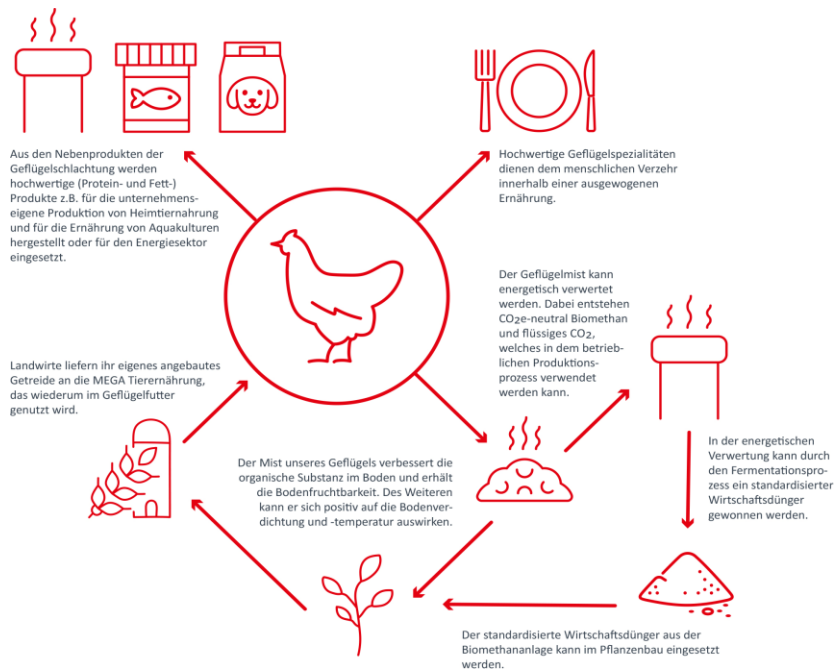 Aus den Nebenprodukten der
Geflügelschlachtung werden
hochwertige (Protein- und Fett-)
Produkte z.B. für die unternehmens-
eigene Produktion von Heimtiernahrung
und für die Ernährung von Aquakulturen
hergestellt oder für den Energiesektor
eingesetzt.
Hochwertige Geflügelspezialitäten
dienen dem menschlichen Verzehr
innerhalb einer ausgewogenen
Ernährung.
Der Geflügelmist kann
energetisch verwertet
werden. Dabei entstehen
CO₂e-neutral Biomethan
und flüssiges CO₂,
welches in dem betrieb-
lichen Produktions-
prozess verwendet
werden kann.
Landwirte liefern ihr eigenes angebautes
Getreide an die MEGA Tierernährung,
das wiederum im Geflügelfutter
genutzt wird.
Der Mist unseres Geflügels verbessert die
organische Substanz im Boden und erhält
die Bodenfruchtbarkeit. Des Weiteren
kann er sich positiv auf die Bodenver-
dichtung und -temperatur auswirken.
In der energetischen
Verwertung kann durch
den Fermentationspro-
zess ein standardisierter
Wirtschaftsdünger
gewonnen werden.
Der standardisierte Wirtschaftsdünger aus der
Biomethananlage kann im Pflanzenbau eingesetzt
werden.